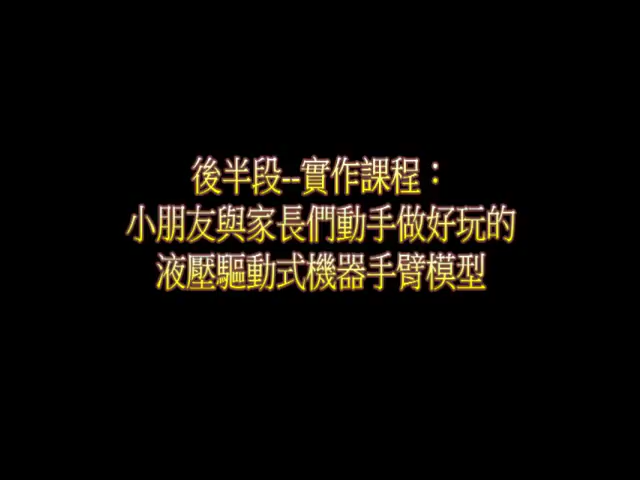 後半段--實作課程：
小朋友與家長們動手做好玩的
液壓驅動式機器手臂模型